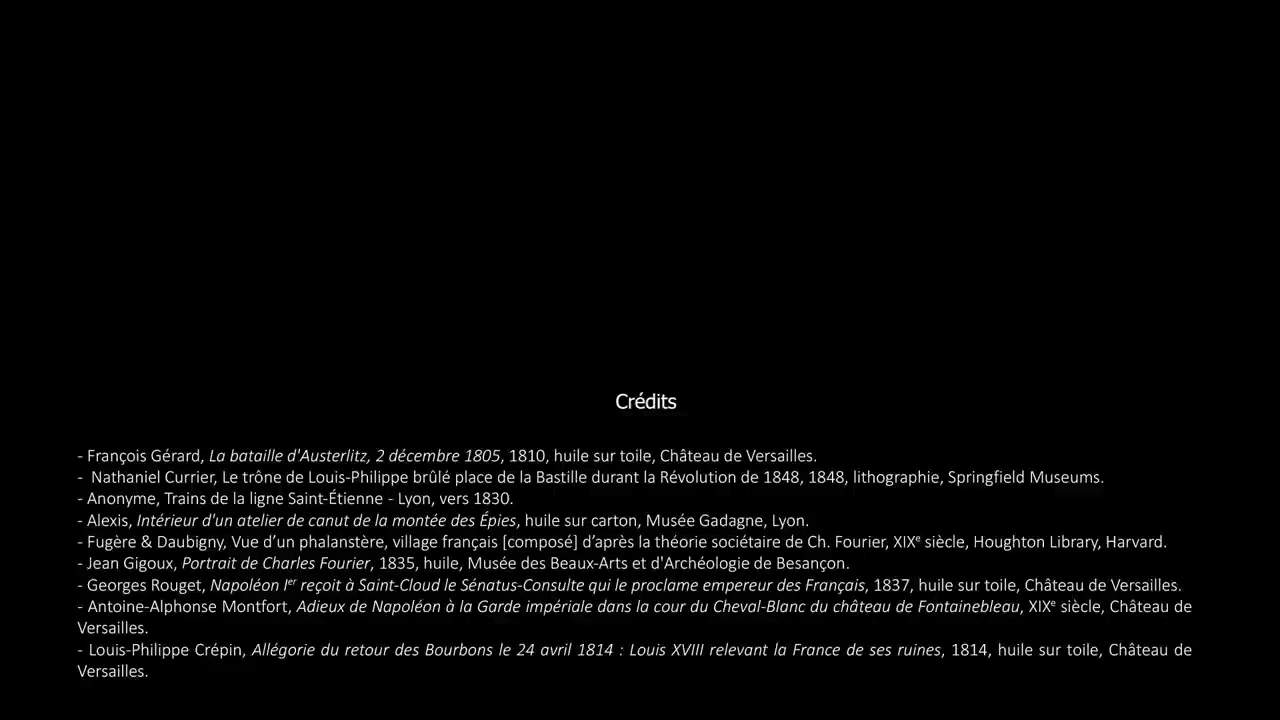 Crédits
- François Gérard, La bataille d'Austerlitz, 2 décembre 1805, 1810, huile sur toile, Château de Versailles.
- Nathaniel Currier, Le trône de Louis-Philippe brûlé place de la Bastille durant la Révolution de 1848, 1848, lithographie, Springfield Museums.
- Anonyme, Trains de la ligne Saint-Étienne - Lyon, vers 1830.
- Alexis, Intérieur d'un atelier de canut de la montée des Épies, huile sur carton, Musée Gadagne, Lyon.
- Fugère & Daubigny, Vue d’un phalanstère, village français [composé] d’après la théorie sociétaire de Ch. Fourier, XIXᵉ siècle, Houghton Library, Harvard.
- Jean Gigoux, Portrait de Charles Fourier, 1835, huile, Musée des Beaux-Arts et d'Archéologie de Besançon.
- Georges Rouget, Napoléon Iᵉʳ reçoit à Saint-Cloud le Sénatus-Consulte qui le proclame empereur des Français, 1837, huile sur toile, Château de Versailles.
- Antoine-Alphonse Montfort, Adieux de Napoléon à la Garde impériale dans la cour du Cheval-Blanc du château de Fontainebleau, XIXᵉ siècle, Château de
Versailles.
- Louis-Philippe Crépin, Allégorie du retour des Bourbons le 24 avril 1814 : Louis XVIII relevant la France de ses ruines, 1814, huile sur toile, Château de
Versailles.